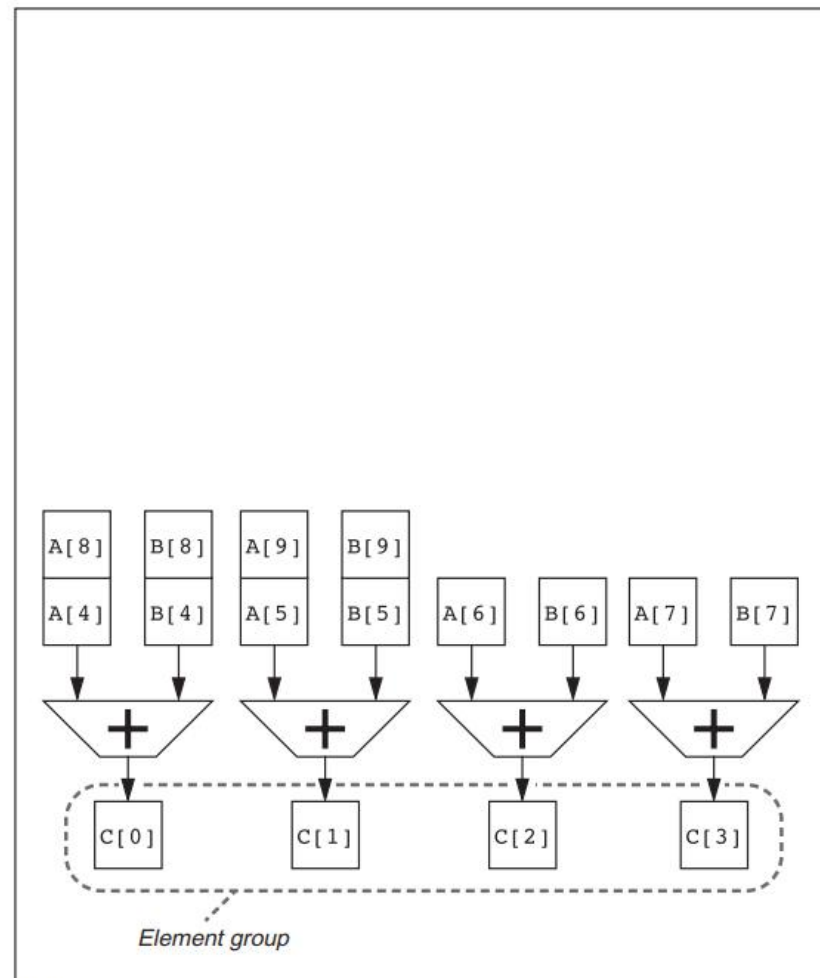 A[8] B[8] A[9] B[9]
A[4] B[4] A[5] B[5] A[6] B[6] A[7] B[7]
+ + + +
C[0] C[1] C[2] C[3]
Element group